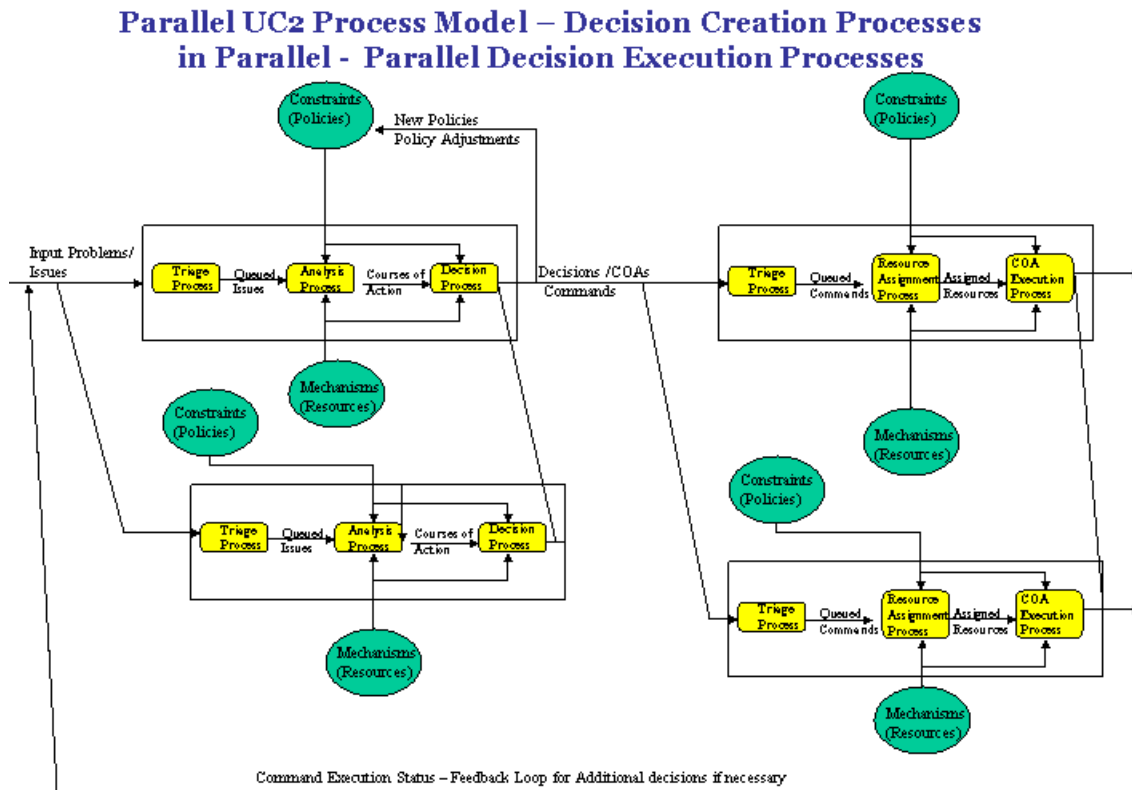 Parallel UC2 Process Model – Decision Creation Processes
in Parallel - Parallel Decision Execution Processes
Constraints
(Policies)
New Policies
Policy Adjustments
Constraints
(Policies)
Input Problems/
Issues
Triage
Process
Queued
Issues
Analysis
Process
Courses of
Action
Decision
Process
Decisions /COAs
Commands
Triage
Process
Queued
Commands
Resource
Assignment
Process
Assigned
Resources
COA
Execution
Process
Mechanisms
(Resources)
Constraints
(Policies)
Mechanisms
(Resources)
Constraints
(Policies)
Triage
Process
Queued
Issues
Analysis
Process
Courses of
Action
Decision
Process
Triage
Process
Queued
Commands
Resource
Assignment
Process
Assigned
Resources
COA
Execution
Process
Mechanisms
(Resources)
Mechanisms
(Resources)
Command Execution Status – Feedback Loop for Additional decisions if necessary